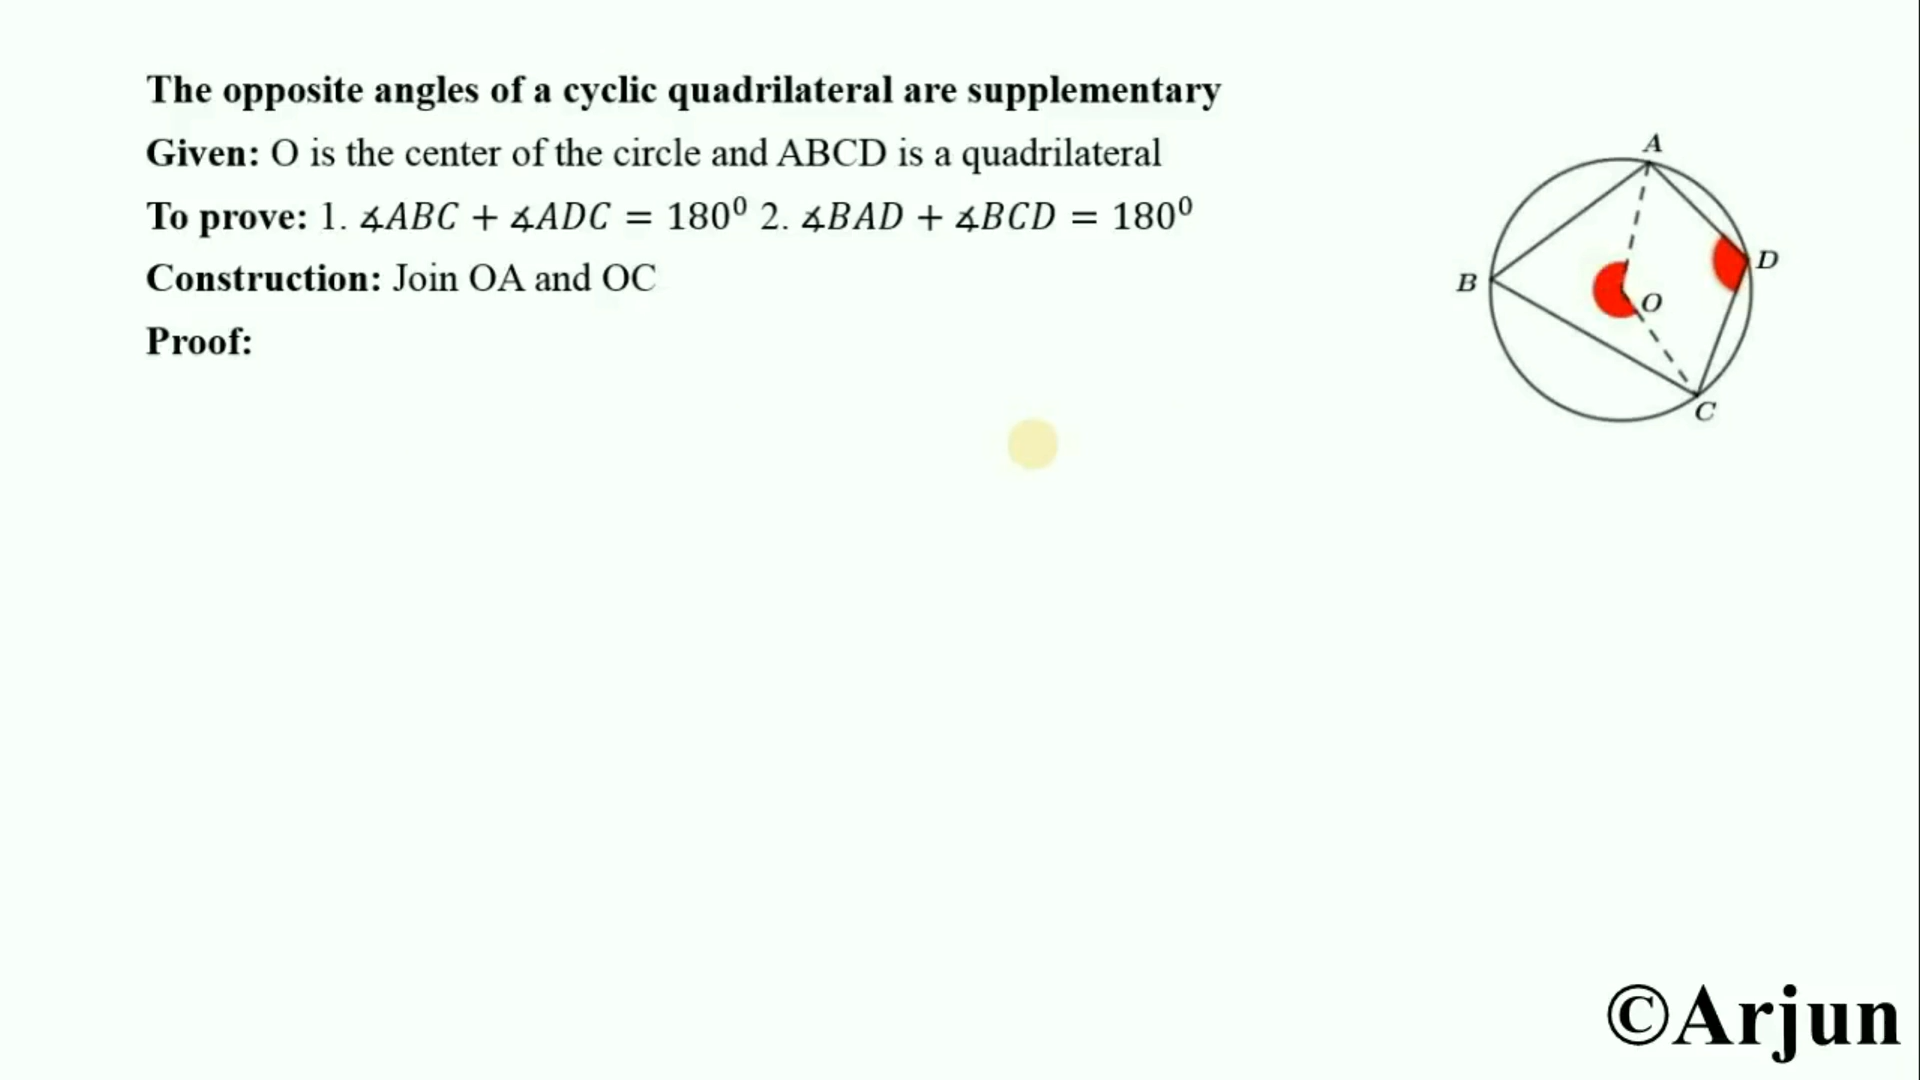 The opposite angles of a cyclic quadrilateral are supplementary
Given: O is the center of the circle and ABCD is a quadrilateral
To prove: 1. ∡ABC + ∡ADC = 180⁰ 2. ∡BAD + ∡BCD = 180⁰
Construction: Join OA and OC
Proof:
A
D
B
O
C
©Arjun